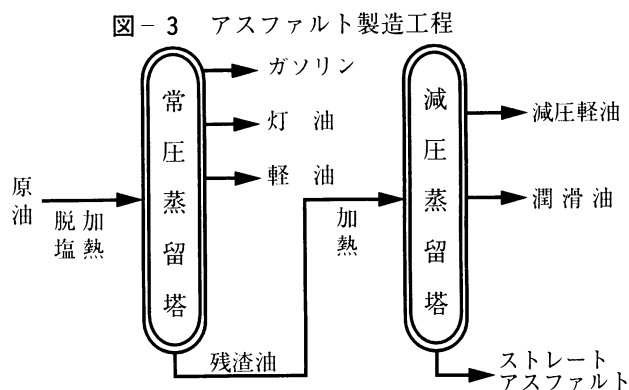 図－3　アスファルト製造工程
常圧蒸留塔
ガソリン
灯油
軽油
原油
脱塩
加熱
残渣油
加熱
減圧蒸留塔
減圧軽油
潤滑油
ストレート
アスファルト